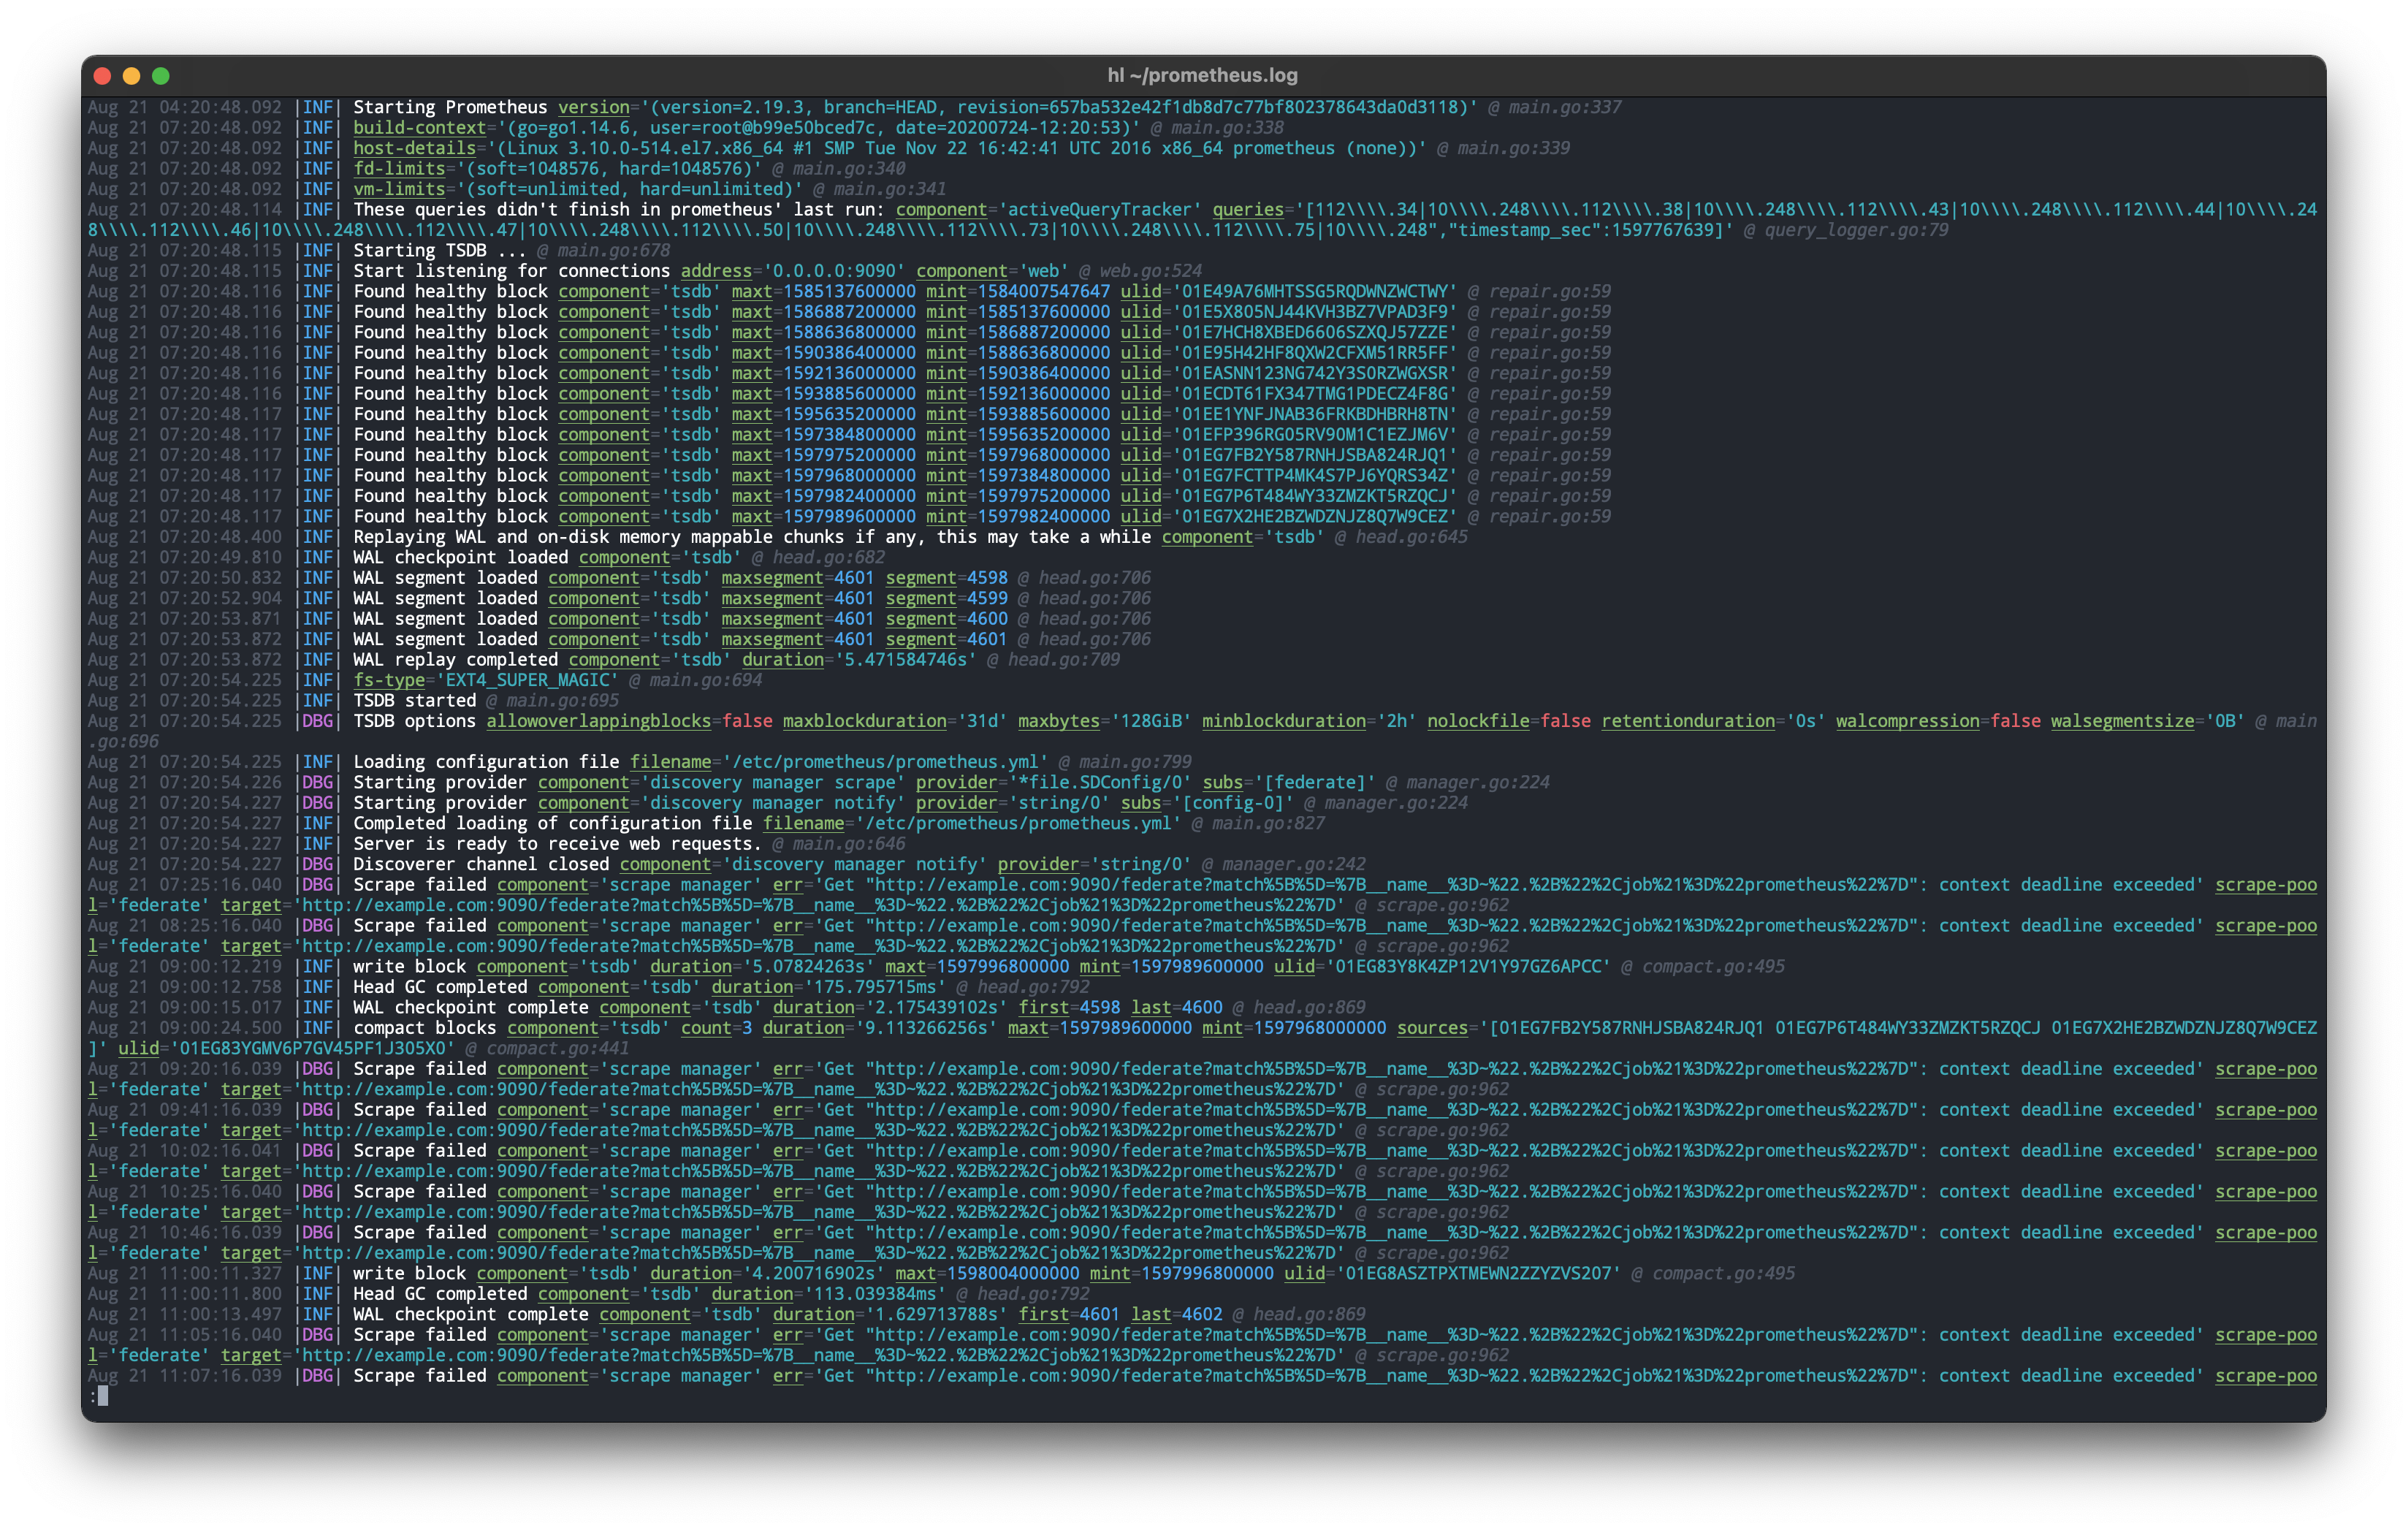 hl ~/prometheus.log
Aug 21 04:20:48.092 |INF| Starting Prometheus version='(version=2.19.3, branch=HEAD, revision=657ba532e42f1db8d7c77bf802378643da0d3118)' @ main.go:337
Aug 21 07:20:48.092 |INF| build-context='(go=go1.14.6, user=root@b99e50bced7c, date=20200724-12:20:53)' @ main.go:338
Aug 21 07:20:48.092 |INF| host-details='(Linux 3.10.0-514.el7.x86_64 #1 SMP Tue Nov 22 16:42:41 UTC 2016 x86_64 prometheus (none))' @ main.go:339
Aug 21 07:20:48.092 |INF| fd-limits='(soft=1048576, hard=1048576)' @ main.go:340
Aug 21 07:20:48.092 |INF| vm-limits='(soft=unlimited, hard=unlimited)' @ main.go:341
Aug 21 07:20:48.114 |INF| These queries didn't finish in prometheus' last run: component='activeQueryTracker' queries='[112\\\\.34|10\\\\.248\\\\.112\\\\.38|10\\\\.248\\\\.112\\\\.43|10\\\\.248\\\\.112\\\\.44|10\\\\.24
8\\\\.112\\\\.46|10\\\\.248\\\\.112\\\\.47|10\\\\.248\\\\.112\\\\.50|10\\\\.248\\\\.112\\\\.73|10\\\\.248\\\\.112\\\\.75|10\\\\.248","timestamp_sec":1597767639]' @ query_logger.go:79
Aug 21 07:20:48.115 |INF| Starting TSDB ... @ main.go:678
Aug 21 07:20:48.115 |INF| Start listening for connections address='0.0.0.0:9090' component='web' @ web.go:524
Aug 21 07:20:48.116 |INF| Found healthy block component='tsdb' maxt=1585137600000 mint=1584007547647 ulid='01E49A76MHTSSG5RQDWNZWCTWY' @ repair.go:59
Aug 21 07:20:48.116 |INF| Found healthy block component='tsdb' maxt=1586887200000 mint=1585137600000 ulid='01E5X805NJ44KVH3BZ7VPAD3F9' @ repair.go:59
Aug 21 07:20:48.116 |INF| Found healthy block component='tsdb' maxt=1588636800000 mint=1586887200000 ulid='01E7HCH8XBED6606SZXQJ57ZZE' @ repair.go:59
Aug 21 07:20:48.116 |INF| Found healthy block component='tsdb' maxt=1590386400000 mint=1588636800000 ulid='01E95H42HF8QXW2CFXM51RR5FF' @ repair.go:59
Aug 21 07:20:48.116 |INF| Found healthy block component='tsdb' maxt=1592136000000 mint=1590386400000 ulid='01EASNN123NG742Y3S0RZWGXSR' @ repair.go:59
Aug 21 07:20:48.116 |INF| Found healthy block component='tsdb' maxt=1593885600000 mint=1592136000000 ulid='01ECDT61FX347TMG1PDECZ4F8G' @ repair.go:59
Aug 21 07:20:48.117 |INF| Found healthy block component='tsdb' maxt=1595635200000 mint=1593885600000 ulid='01EE1YNFJNAB36FRKBDHBRH8TN' @ repair.go:59
Aug 21 07:20:48.117 |INF| Found healthy block component='tsdb' maxt=1597384800000 mint=1595635200000 ulid='01EFP396RG05RV90M1C1EZJM6V' @ repair.go:59
Aug 21 07:20:48.117 |INF| Found healthy block component='tsdb' maxt=1597975200000 mint=1597968000000 ulid='01EG7FB2Y587RNHJSBA824RJQ1' @ repair.go:59
Aug 21 07:20:48.117 |INF| Found healthy block component='tsdb' maxt=1597968000000 mint=1597384800000 ulid='01EG7FCTTP4MK4S7PJ6YQRS34Z' @ repair.go:59
Aug 21 07:20:48.117 |INF| Found healthy block component='tsdb' maxt=1597982400000 mint=1597975200000 ulid='01EG7P6T484WY33ZMZKT5RZQCJ' @ repair.go:59
Aug 21 07:20:48.117 |INF| Found healthy block component='tsdb' maxt=1597989600000 mint=1597982400000 ulid='01EG7X2HE2BZWDZNJZ8Q7W9CEZ' @ repair.go:59
Aug 21 07:20:48.400 |INF| Replaying WAL and on-disk memory mappable chunks if any, this may take a while component='tsdb' @ head.go:645
Aug 21 07:20:49.810 |INF| WAL checkpoint loaded component='tsdb' @ head.go:682
Aug 21 07:20:50.832 |INF| WAL segment loaded component='tsdb' maxsegment=4601 segment=4598 @ head.go:706
Aug 21 07:20:52.904 |INF| WAL segment loaded component='tsdb' maxsegment=4601 segment=4599 @ head.go:706
Aug 21 07:20:53.871 |INF| WAL segment loaded component='tsdb' maxsegment=4601 segment=4600 @ head.go:706
Aug 21 07:20:53.872 |INF| WAL segment loaded component='tsdb' maxsegment=4601 segment=4601 @ head.go:706
Aug 21 07:20:53.872 |INF| WAL replay completed component='tsdb' duration='5.471584746s' @ head.go:709
Aug 21 07:20:54.225 |INF| fs-type='EXT4_SUPER_MAGIC' @ main.go:694
Aug 21 07:20:54.225 |INF| TSDB started @ main.go:695
Aug 21 07:20:54.225 |DBG| TSDB options allowoverlappingblocks=false maxblockduration='31d' maxbytes='128GiB' minblockduration='2h' nolockfile=false retentionduration='0s' walcompression=false walsegmentsize='0B' @ main
.go:696
Aug 21 07:20:54.225 |INF| Loading configuration file filename='/etc/prometheus/prometheus.yml' @ main.go:799
Aug 21 07:20:54.226 |DBG| Starting provider component='discovery manager scrape' provider='*file.SDConfig/0' subs='[federate]' @ manager.go:224
Aug 21 07:20:54.227 |DBG| Starting provider component='discovery manager notify' provider='string/0' subs='[config-0]' @ manager.go:224
Aug 21 07:20:54.227 |INF| Completed loading of configuration file filename='/etc/prometheus/prometheus.yml' @ main.go:827
Aug 21 07:20:54.227 |INF| Server is ready to receive web requests. @ main.go:646
Aug 21 07:20:54.227 |DBG| Discoverer channel closed component='discovery manager notify' provider='string/0' @ manager.go:242
Aug 21 07:25:16.040 |DBG| Scrape failed component='scrape manager' err='Get "http://example.com:9090/federate?match%5B%5D=%7B__name__%3D~%22.%2B%22%2Cjob%21%3D%22prometheus%22%7D": context deadline exceeded' scrape-poo
l='federate' target='http://example.com:9090/federate?match%5B%5D=%7B__name__%3D~%22.%2B%22%2Cjob%21%3D%22prometheus%22%7D' @ scrape.go:962
Aug 21 08:25:16.040 |DBG| Scrape failed component='scrape manager' err='Get "http://example.com:9090/federate?match%5B%5D=%7B__name__%3D~%22.%2B%22%2Cjob%21%3D%22prometheus%22%7D": context deadline exceeded' scrape-poo
l='federate' target='http://example.com:9090/federate?match%5B%5D=%7B__name__%3D~%22.%2B%22%2Cjob%21%3D%22prometheus%22%7D' @ scrape.go:962
Aug 21 09:00:12.219 |INF| write block component='tsdb' duration='5.07824263s' maxt=1597996800000 mint=1597989600000 ulid='01EG83Y8K4ZP12V1Y97GZ6APCC' @ compact.go:495
Aug 21 09:00:12.758 |INF| Head GC completed component='tsdb' duration='175.795715ms' @ head.go:792
Aug 21 09:00:15.017 |INF| WAL checkpoint complete component='tsdb' duration='2.175439102s' first=4598 last=4600 @ head.go:869
Aug 21 09:00:24.500 |INF| compact blocks component='tsdb' count=3 duration='9.113266256s' maxt=1597989600000 mint=1597968000000 sources='[01EG7FB2Y587RNHJSBA824RJQ1 01EG7P6T484WY33ZMZKT5RZQCJ 01EG7X2HE2BZWDZNJZ8Q7W9CEZ
]' ulid='01EG83YGMV6P7GV45PF1J305X0' @ compact.go:441
Aug 21 09:20:16.039 |DBG| Scrape failed component='scrape manager' err='Get "http://example.com:9090/federate?match%5B%5D=%7B__name__%3D~%22.%2B%22%2Cjob%21%3D%22prometheus%22%7D": context deadline exceeded' scrape-poo
l='federate' target='http://example.com:9090/federate?match%5B%5D=%7B__name__%3D~%22.%2B%22%2Cjob%21%3D%22prometheus%22%7D' @ scrape.go:962
Aug 21 09:41:16.039 |DBG| Scrape failed component='scrape manager' err='Get "http://example.com:9090/federate?match%5B%5D=%7B__name__%3D~%22.%2B%22%2Cjob%21%3D%22prometheus%22%7D": context deadline exceeded' scrape-poo
l='federate' target='http://example.com:9090/federate?match%5B%5D=%7B__name__%3D~%22.%2B%22%2Cjob%21%3D%22prometheus%22%7D' @ scrape.go:962
Aug 21 10:02:16.041 |DBG| Scrape failed component='scrape manager' err='Get "http://example.com:9090/federate?match%5B%5D=%7B__name__%3D~%22.%2B%22%2Cjob%21%3D%22prometheus%22%7D": context deadline exceeded' scrape-poo
l='federate' target='http://example.com:9090/federate?match%5B%5D=%7B__name__%3D~%22.%2B%22%2Cjob%21%3D%22prometheus%22%7D' @ scrape.go:962
Aug 21 10:25:16.040 |DBG| Scrape failed component='scrape manager' err='Get "http://example.com:9090/federate?match%5B%5D=%7B__name__%3D~%22.%2B%22%2Cjob%21%3D%22prometheus%22%7D": context deadline exceeded' scrape-poo
l='federate' target='http://example.com:9090/federate?match%5B%5D=%7B__name__%3D~%22.%2B%22%2Cjob%21%3D%22prometheus%22%7D' @ scrape.go:962
Aug 21 10:46:16.039 |DBG| Scrape failed component='scrape manager' err='Get "http://example.com:9090/federate?match%5B%5D=%7B__name__%3D~%22.%2B%22%2Cjob%21%3D%22prometheus%22%7D": context deadline exceeded' scrape-poo
l='federate' target='http://example.com:9090/federate?match%5B%5D=%7B__name__%3D~%22.%2B%22%2Cjob%21%3D%22prometheus%22%7D' @ scrape.go:962
Aug 21 11:00:11.327 |INF| write block component='tsdb' duration='4.200716902s' maxt=1598004000000 mint=1597996800000 ulid='01EG8ASZTPXTMEWN2ZZYZVS207' @ compact.go:495
Aug 21 11:00:11.800 |INF| Head GC completed component='tsdb' duration='113.039384ms' @ head.go:792
Aug 21 11:00:13.497 |INF| WAL checkpoint complete component='tsdb' duration='1.629713788s' first=4601 last=4602 @ head.go:869
Aug 21 11:05:16.040 |DBG| Scrape failed component='scrape manager' err='Get "http://example.com:9090/federate?match%5B%5D=%7B__name__%3D~%22.%2B%22%2Cjob%21%3D%22prometheus%22%7D": context deadline exceeded' scrape-poo
l='federate' target='http://example.com:9090/federate?match%5B%5D=%7B__name__%3D~%22.%2B%22%2Cjob%21%3D%22prometheus%22%7D' @ scrape.go:962
Aug 21 11:07:16.039 |DBG| Scrape failed component='scrape manager' err='Get "http://example.com:9090/federate?match%5B%5D=%7B__name__%3D~%22.%2B%22%2Cjob%21%3D%22prometheus%22%7D": context deadline exceeded' scrape-poo
: